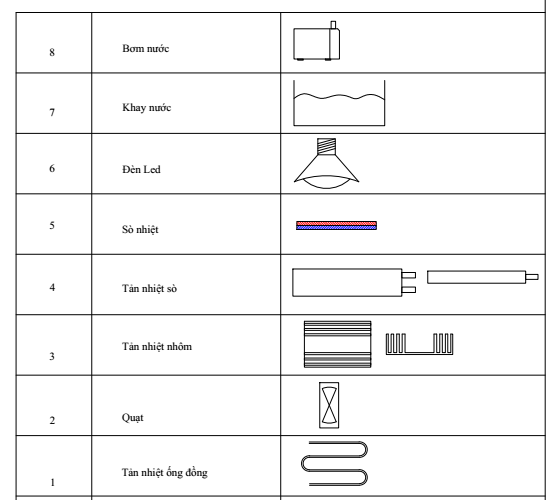 8 Bơm nước
7 Khay nước
6 Đèn Led
5 Sò nhiệt
4 Tản nhiệt sò
3 Tản nhiệt nhôm
2 Quạt
1 Tản nhiệt ống đồng